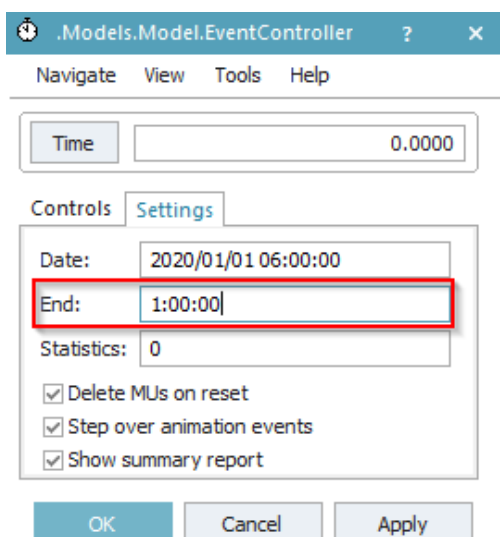 .Models.Model.EventController ? ×
Navigate View Tools Help
Time 0.0000
Controls Settings
Date: 2020/01/01 06:00:00
End: 1:00:00
Statistics: 0
Delete MUs on reset
Step over animation events
Show summary report
OK Cancel Apply